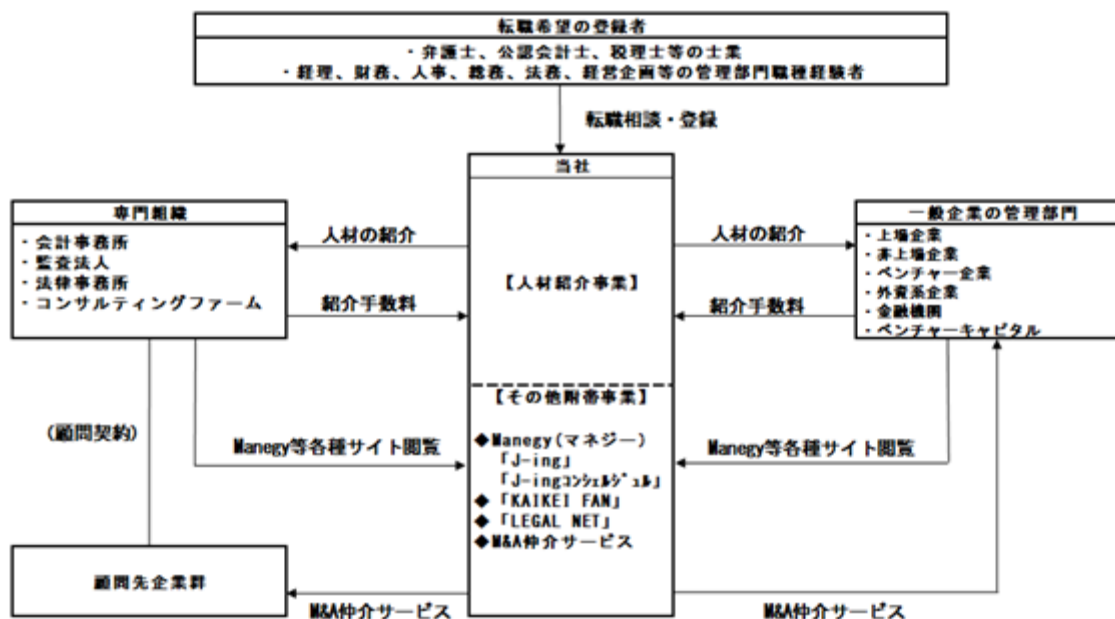 転職希望の登録者
・弁護士、公認会計士、税理士等の士業
・経理、財務、人事、総務、法務、経営企画等の管理部門職種経験者
転職相談・登録
当社
専門組織
・会計事務所
・監査法人
・法律事務所
・コンサルティングファーム
人材の紹介
紹介手数料
【人材紹介事業】
人材の紹介
紹介手数料
一般企業の管理部門
・上場企業
・非上場企業
・ベンチャー企業
・外資系企業
・金融機関
・ベンチャーキャピタル
(顧問契約)
Manegy等各種サイト閲覧
【その他附帯事業】
◆Manegy(マネジー)
「J-ing」
「J-ingコンシェルジュル」
◆「KAIKEI FAN」
◆「LEGAL NET」
◆M&A仲介サービス
Manegy等各種サイト閲覧
顧問先企業群
M&A仲介サービス
M&A仲介サービス